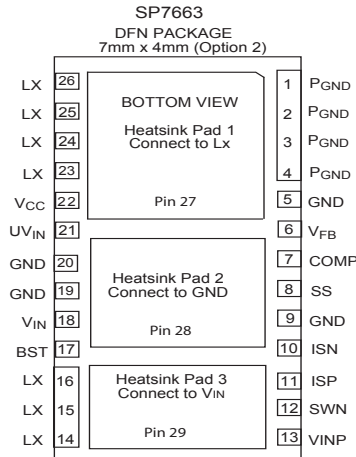 SP7663
DFN PACKAGE
7mm x 4mm (Option 2)
LX 26
LX 25
LX 24
LX 23
VCC 22
UVIN 21
GND 20
GND 19
VIN 18
BST 17
LX 16
LX 15
LX 14
BOTTOM VIEW
Heatsink Pad 1
Connect to Lx
Pin 27
Heatsink Pad 2
Connect to GND
Pin 28
Heatsink Pad 3
Connect to VIN
Pin 29
1 PGND
2 PGND
3 PGND
4 PGND
5 GND
6 VFB
7 COMP
8 SS
9 GND
10 ISN
11 ISP
12 SWN
13 VINP